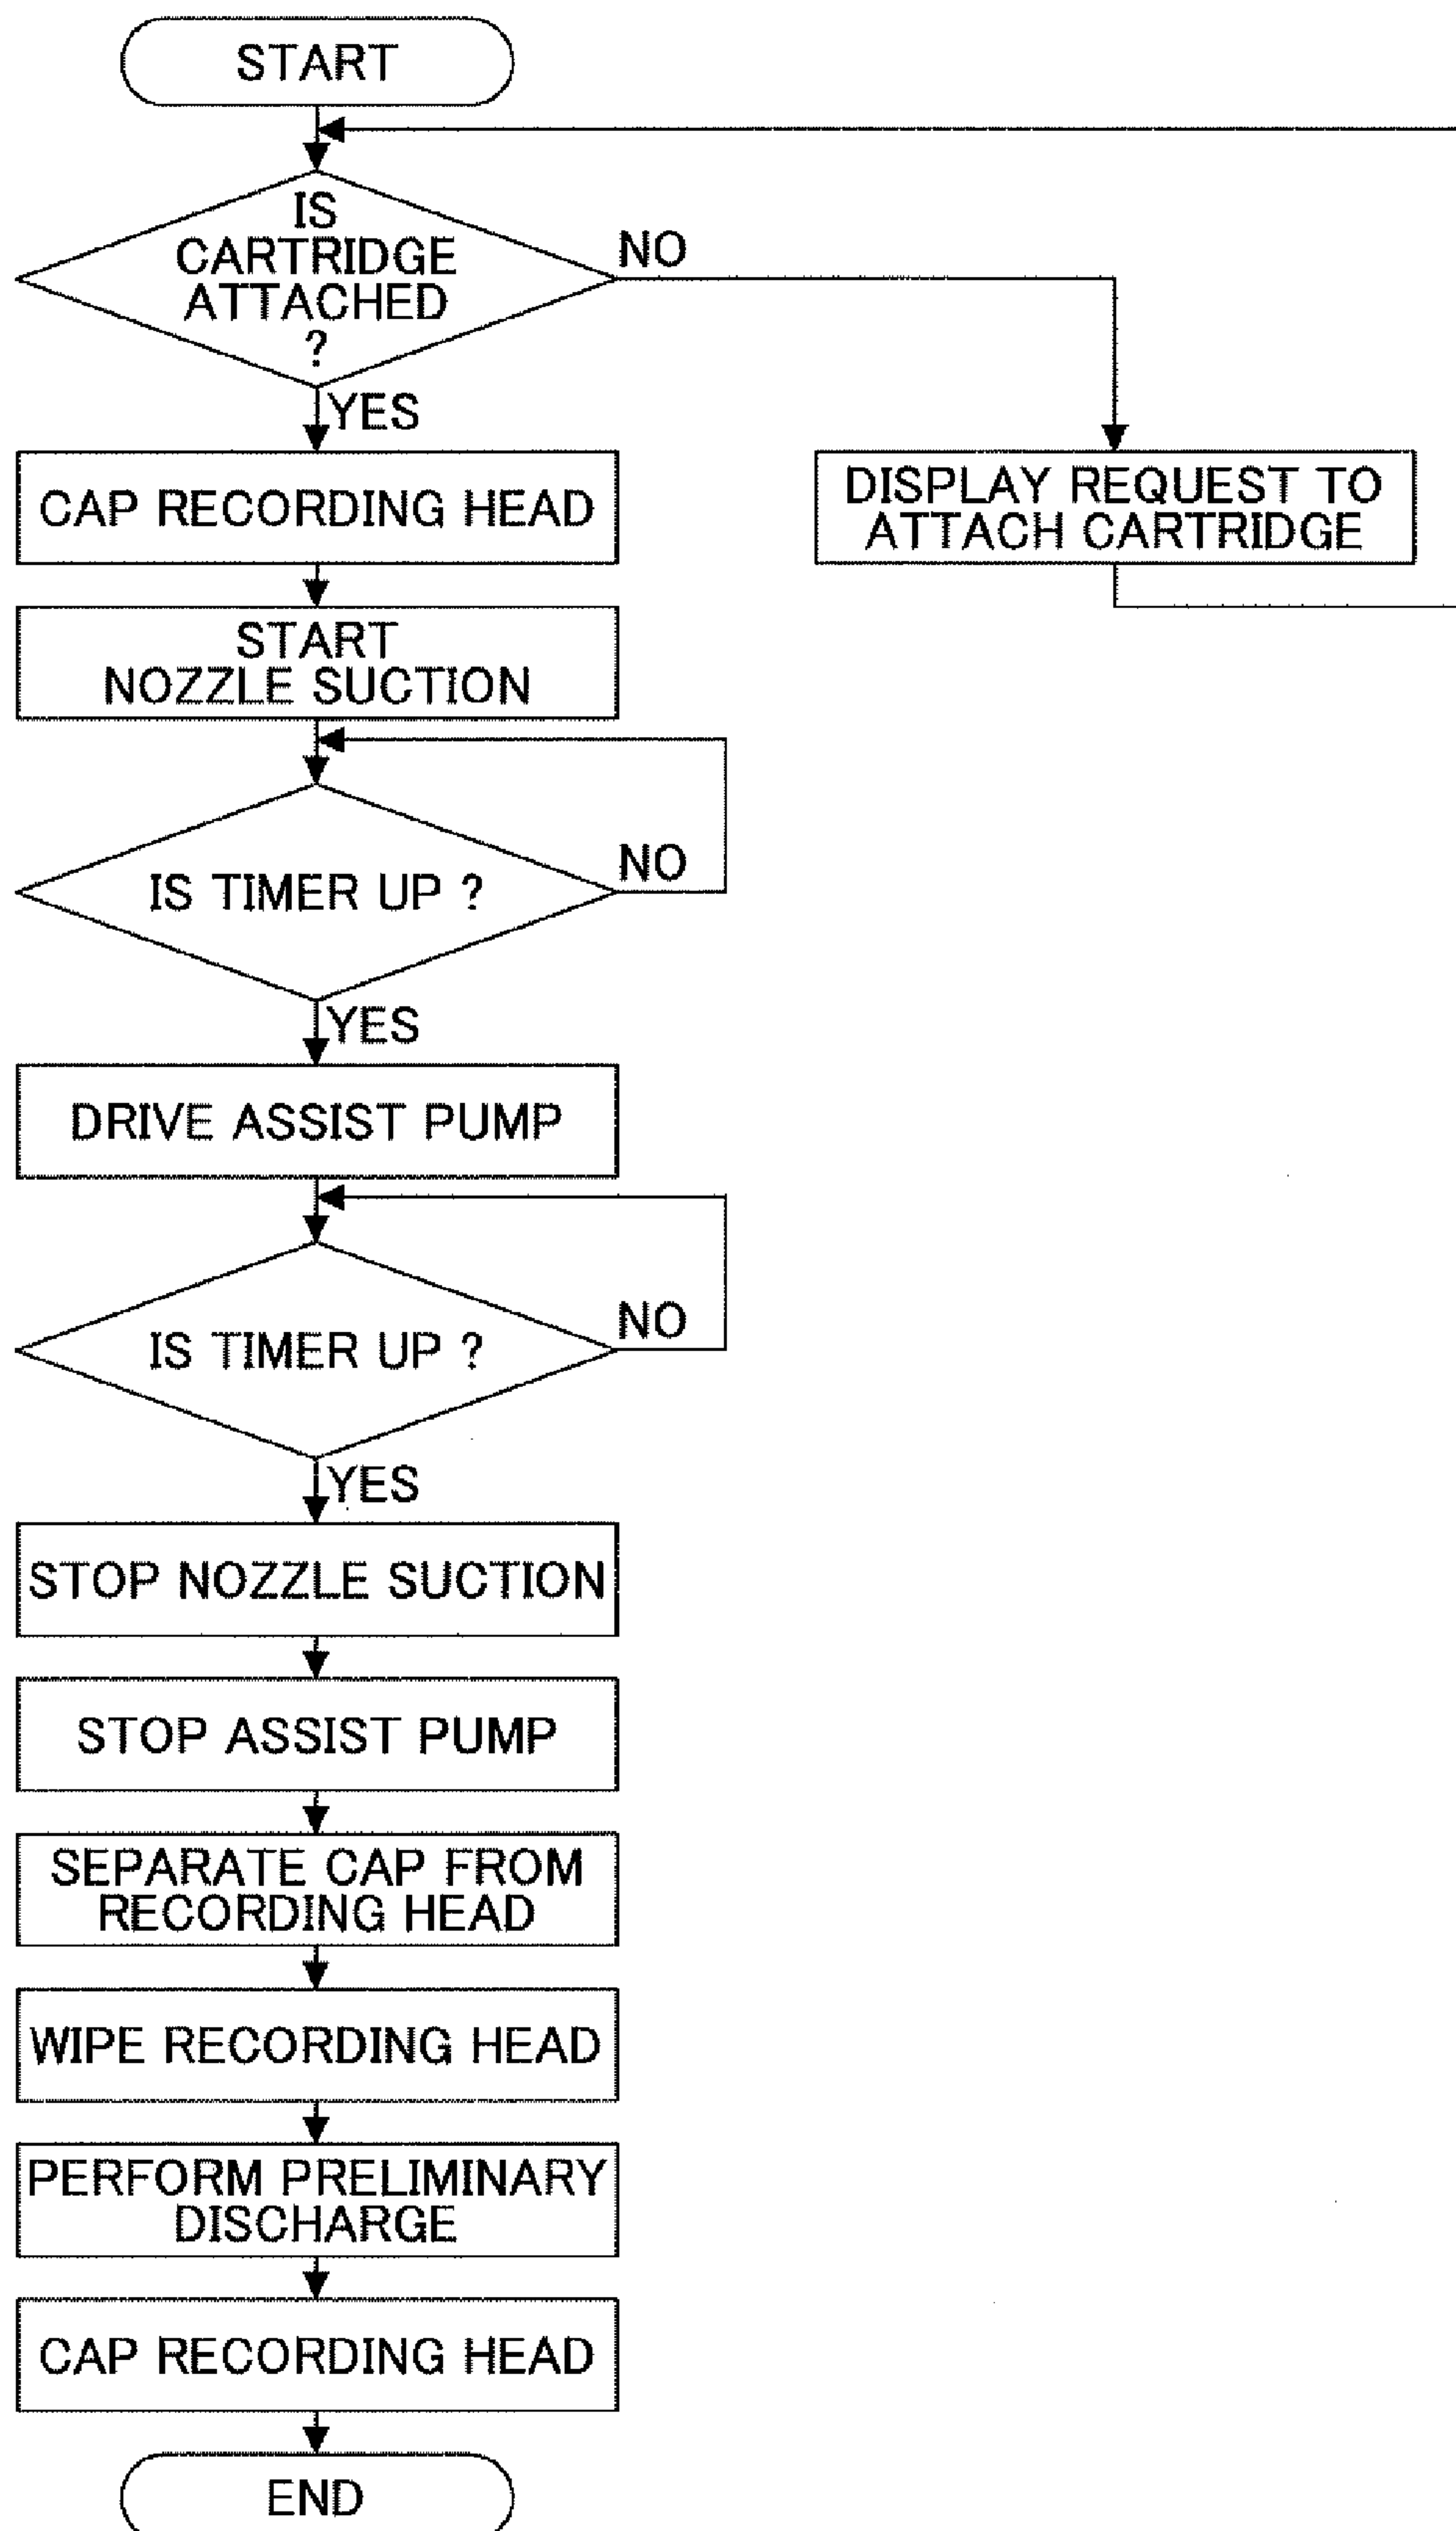 START
IS
CARTRIDGE
ATTACHED
?
NO
YES
CAP RECORDING HEAD
DISPLAY REQUEST TO
ATTACH CARTRIDGE
START
NOZZLE SUCTION
IS TIMER UP ?
NO
YES
DRIVE ASSIST PUMP
IS TIMER UP ?
NO
YES
STOP NOZZLE SUCTION
STOP ASSIST PUMP
SEPARATE CAP FROM
RECORDING HEAD
WIPE RECORDING HEAD
PERFORM PRELIMINARY
DISCHARGE
CAP RECORDING HEAD
END